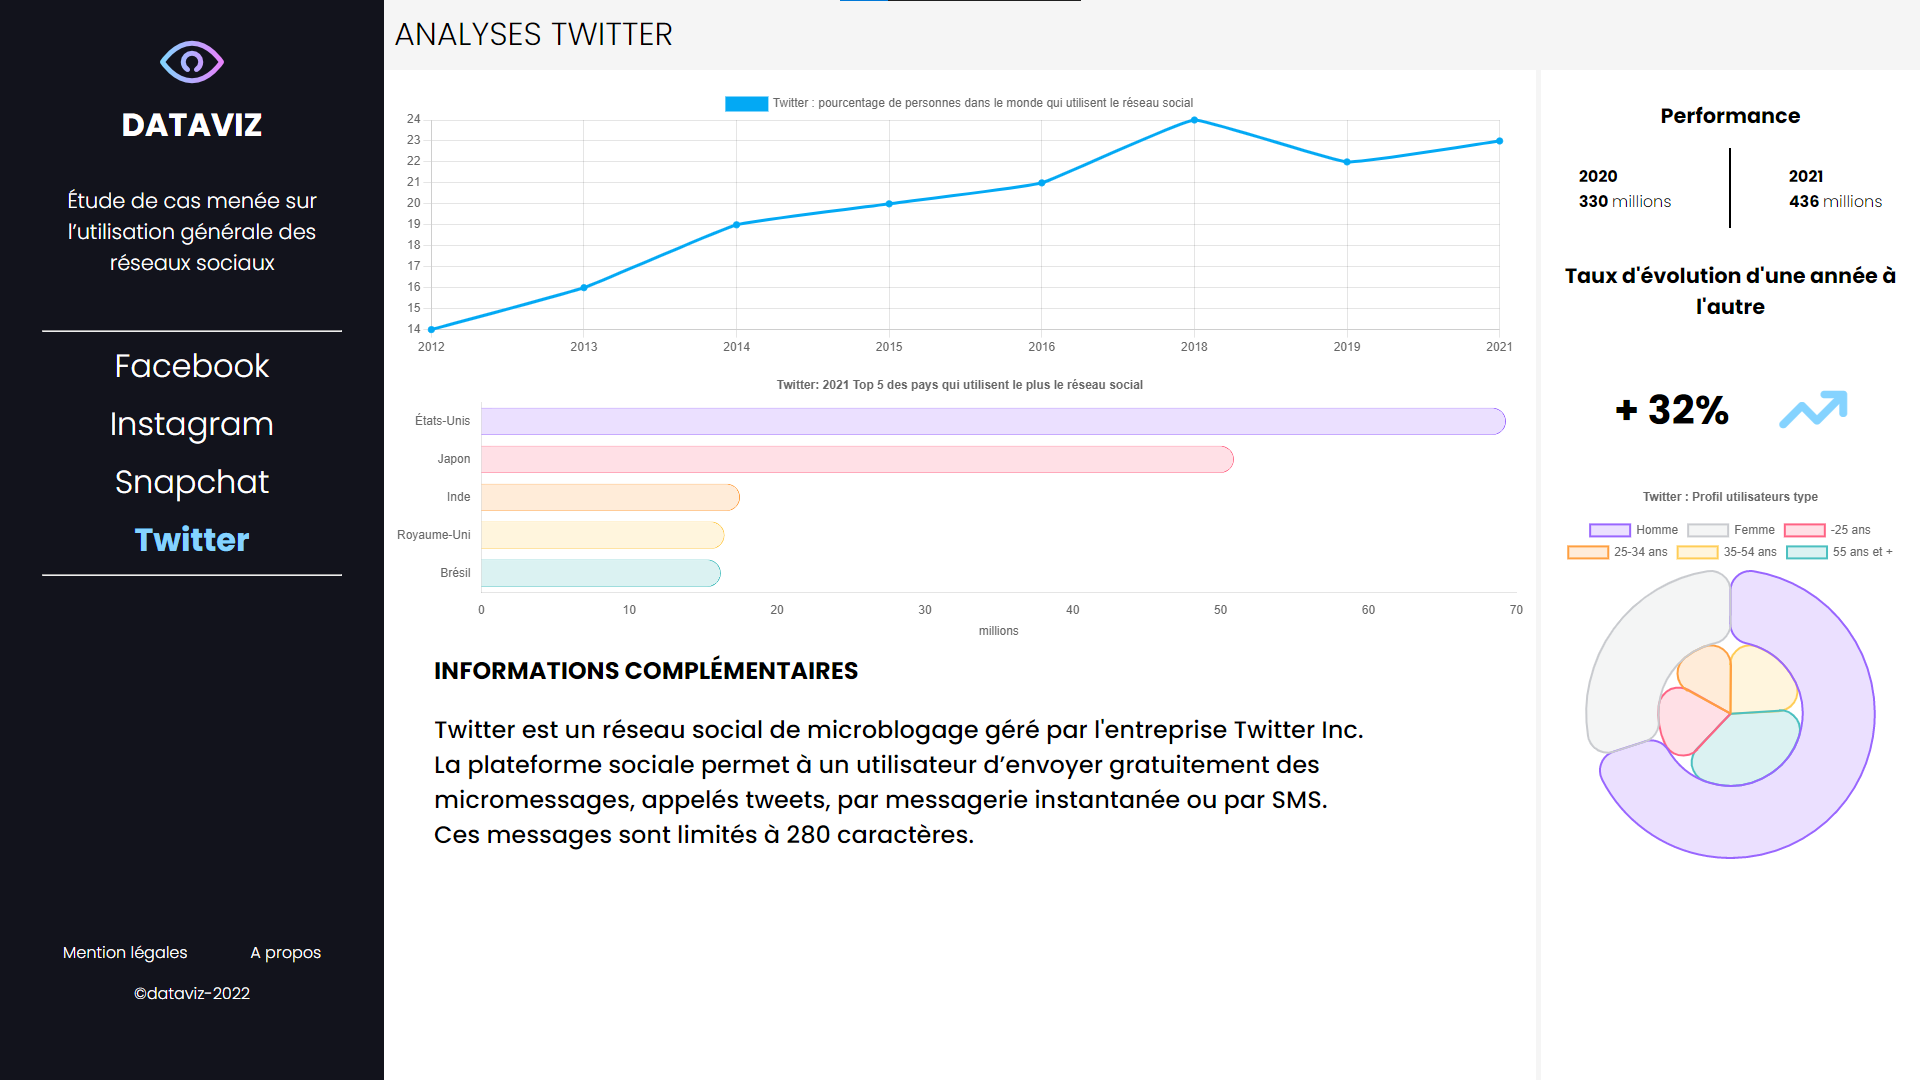 DATAVIZ
Étude de cas menée sur
l’utilisation générale des
réseaux sociaux
Facebook
Instagram
Snapchat
Twitter
Mention légales
A propos
©dataviz-2022
ANALYSES TWITTER
Twitter : pourcentage de personnes dans le monde qui utilisent le réseau social
24
23
22
21
20
19
18
17
16
15
14
2012 2013 2014 2015 2016 2018 2019 2021
Twitter: 2021 Top 5 des pays qui utilisent le plus le réseau social
États-Unis
Japon
Inde
Royaume-Uni
Brésil
0 10 20 30 40 50 60 70
millions
INFORMATIONS COMPLÉMENTAIRES
Twitter est un réseau social de microblogage géré par l'entreprise Twitter Inc.
La plateforme sociale permet à un utilisateur d’envoyer gratuitement des
micromessages, appelés tweets, par messagerie instantanée ou par SMS.
Ces messages sont limités à 280 caractères.
Performance
2020
330 millions
2021
436 millions
Taux d'évolution d'une année à
l'autre
+ 32%
Twitter : Profil utilisateurs type
Homme Femme -25 ans
25-34 ans 35-54 ans 55 ans et +